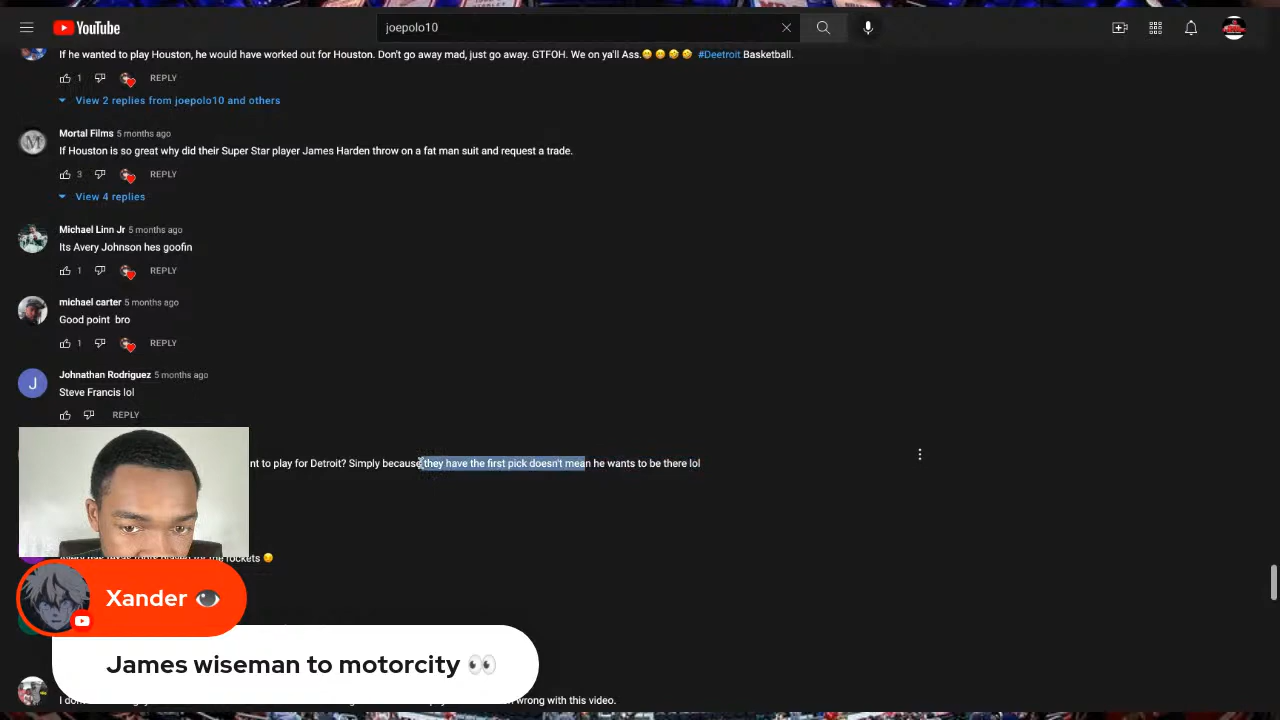 YouTube
joepolo10
If he wanted to play Houston, he would have worked out for Houston. Don't go away mad, just go away. GTFOH. We on ya'll Ass.😁😁🤣🤣 #Deetroit Basketball.
1 REPLY
View 2 replies from joepolo10 and others
Mortal Films 5 months ago
If Houston is so great why did their Super Star player James Harden throw on a fat man suit and request a trade.
3 REPLY
View 4 replies
Michael Linn Jr 5 months ago
Its Avery Johnson hes goofin
1 REPLY
michael carter 5 months ago
Good point bro
1 REPLY
J
Johnathan Rodriguez 5 months ago
Steve Francis lol
REPLY
to play for Detroit? Simply because they have the first pick doesn't mean he wants to be there lol
rockets 😏
Xander 👁️
James wiseman to motorcity 👀
wrong with this video.